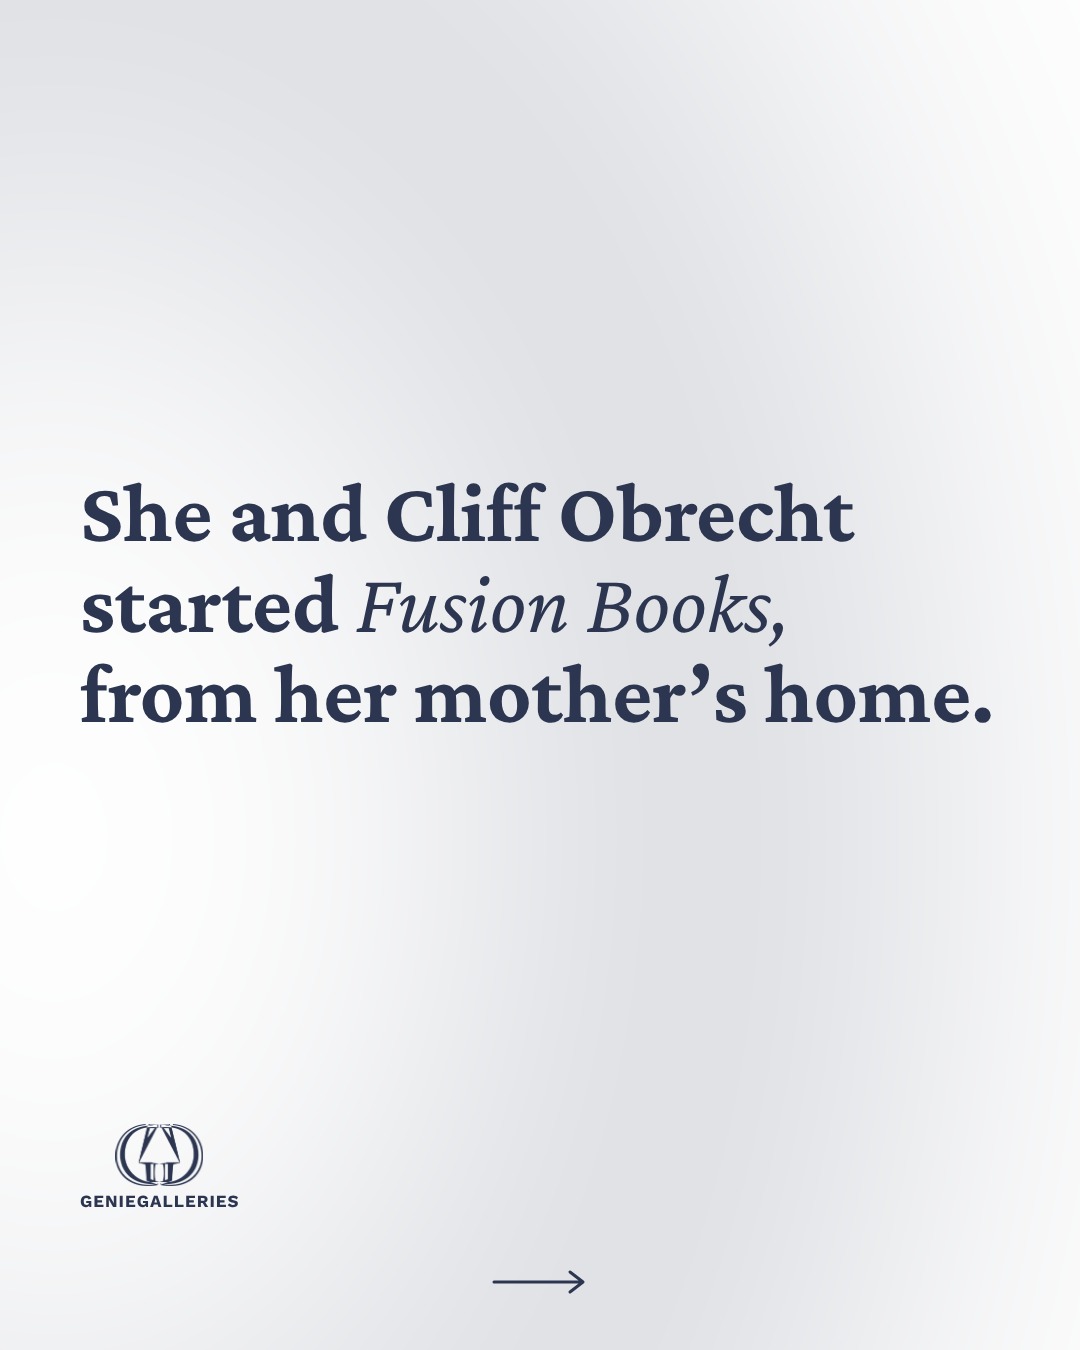 She and Cliff Obrecht
started Fusion Books,
from her mother’s home.
GENIEGALLERIES